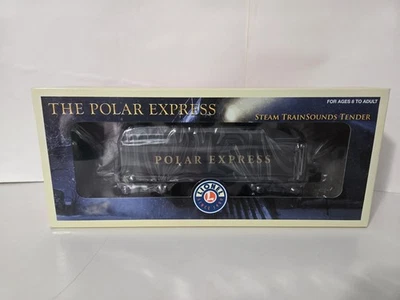 FOR AGES 8 TO ADULT
THE POLAR EXPRESS
STEAM TRAINSOUNDS TENDER
POLAR EXPRESS
LIONEL